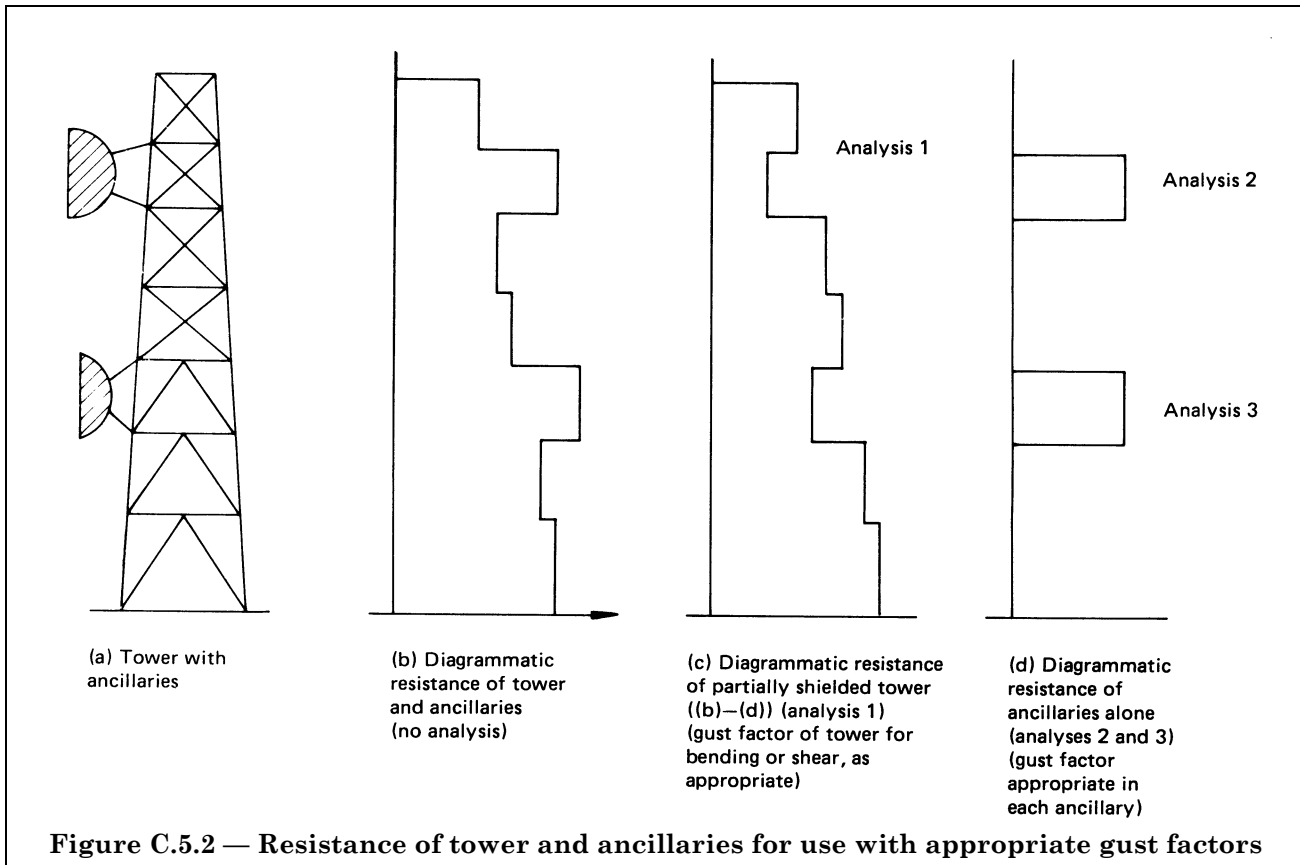 Analysis 1
Analysis 2
Analysis 3
(a) Tower with
ancillaries
(b) Diagrammatic
resistance of tower
and ancillaries
(no analysis)
(c) Diagrammatic resistance
of partially shielded tower
((b)—(d)) (analysis 1)
(gust factor of tower for
bending or shear, as
appropriate)
(d) Diagrammatic
resistance of
ancillaries alone
(analyses 2 and 3)
(gust factor
appropriate in
each ancillary)
Figure C.5.2 — Resistance of tower and ancillaries for use with appropriate gust factors